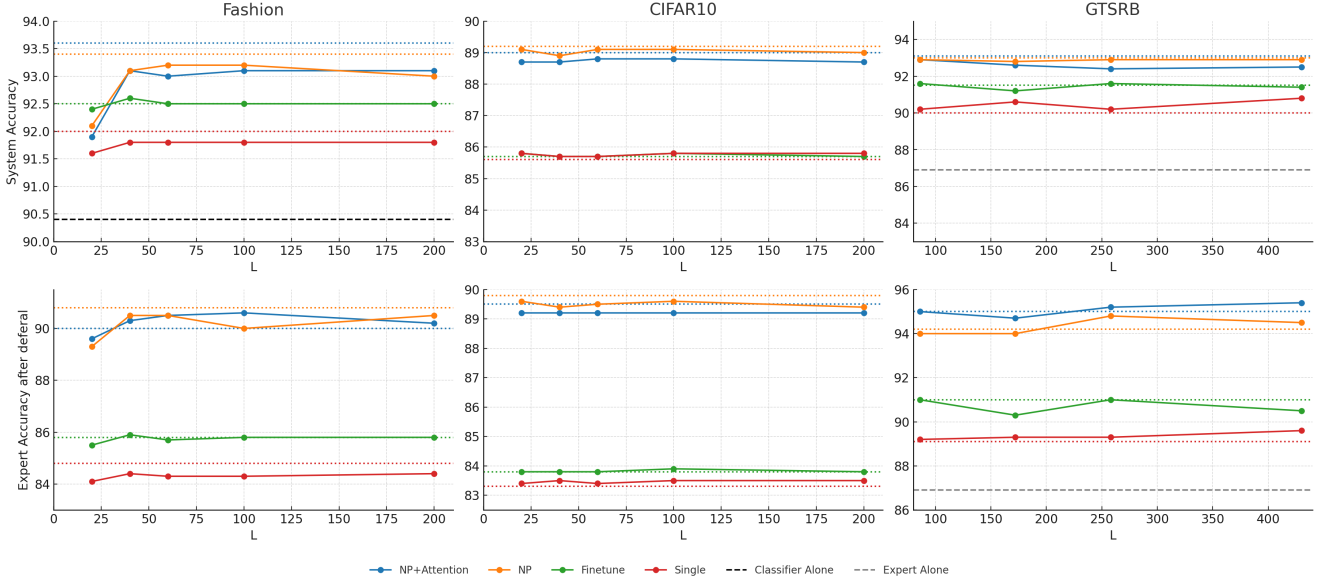 Fashion
CIFAR10
GTSRB
System Accuracy
94.0
93.5
93.0
92.5
92.0
91.5
91.0
90.5
90.0
0 25 50 75 100 125 150 175 200
L
90
89
88
87
86
85
84
83
0 25 50 75 100 125 150 175 200
L
94
92
90
88
86
84
100 150 200 250 300 350 400
L
Expert Accuracy after deferral
90
88
86
84
0 25 50 75 100 125 150 175 200
L
90
89
88
87
86
85
84
83
0 25 50 75 100 125 150 175 200
L
96
94
92
90
88
86
100 150 200 250 300 350 400
L
NP+Attention NP Finetune Single Classifier Alone Expert Alone